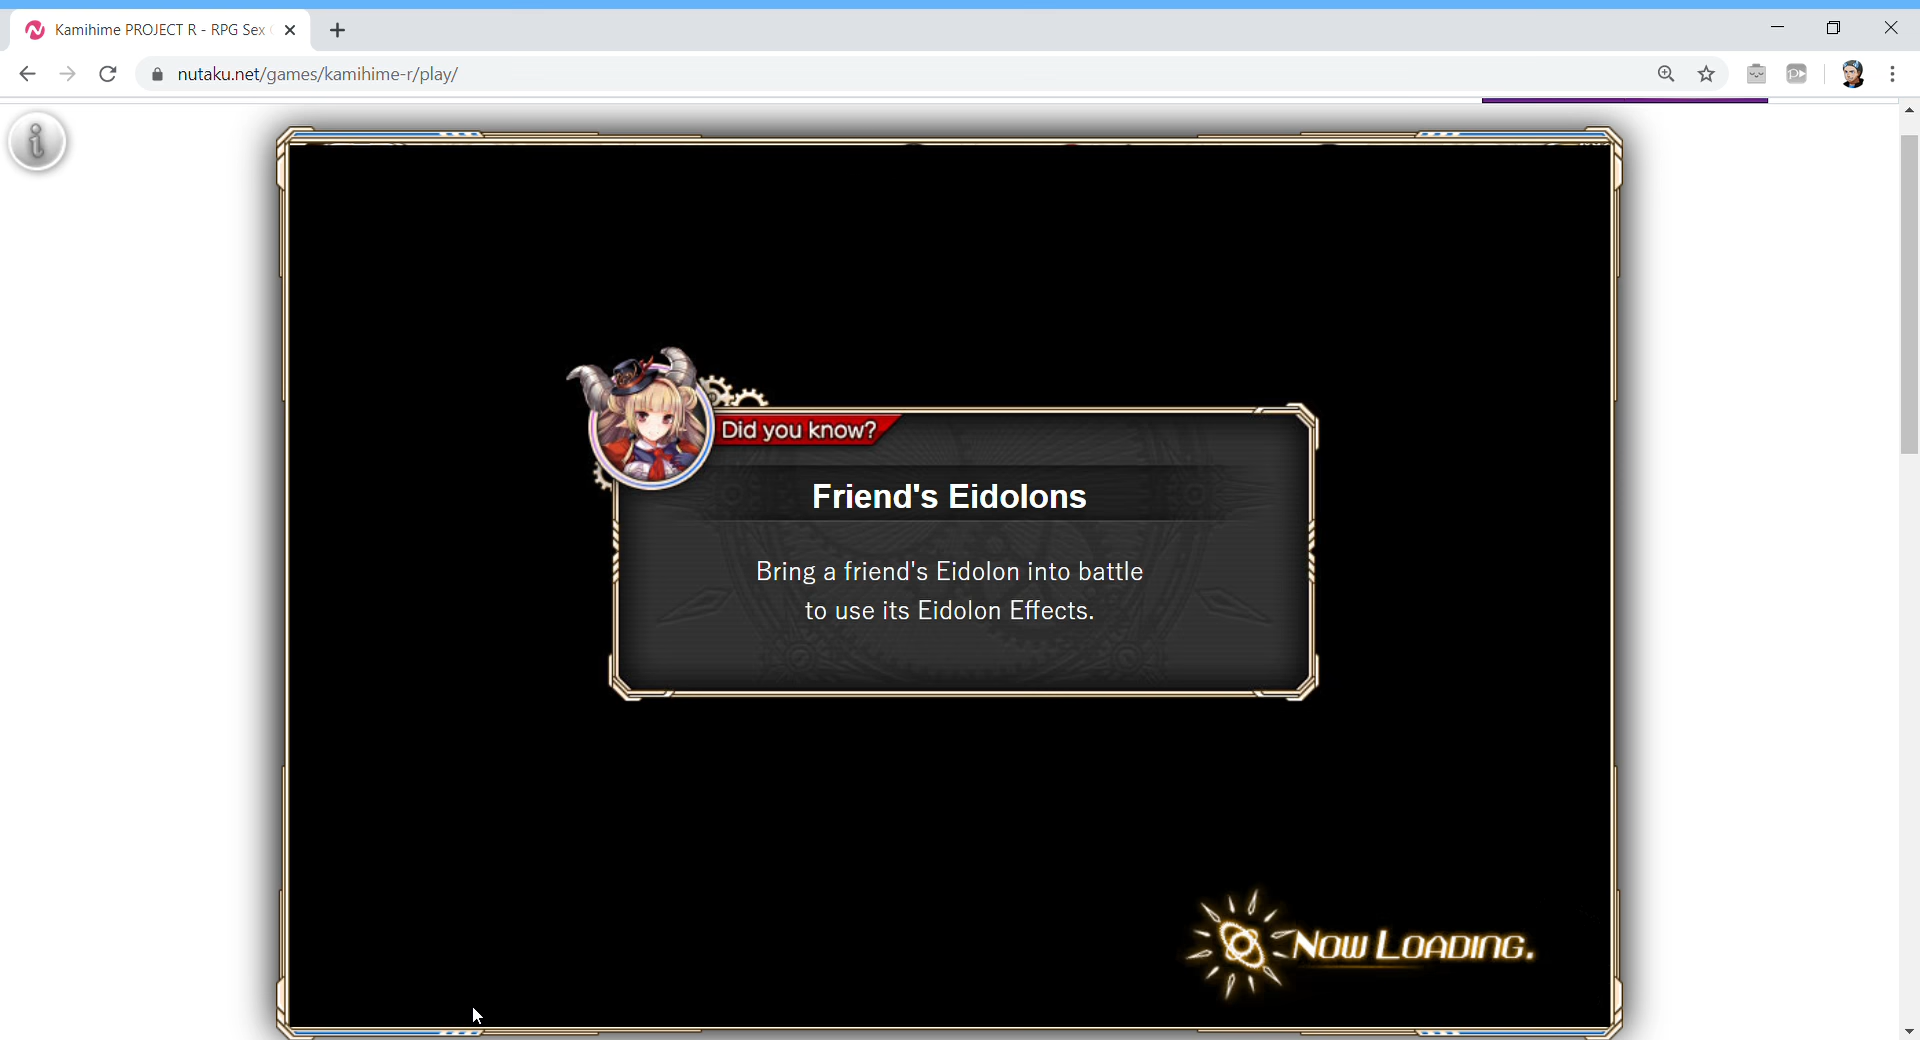 Kamihime PROJECT R - RPG Sex
nutaku.net/games/kamihime-r/play/
Did you know?
Friend's Eidolons
Bring a friend's Eidolon into battle
to use its Eidolon Effects.
NOW LOADING.